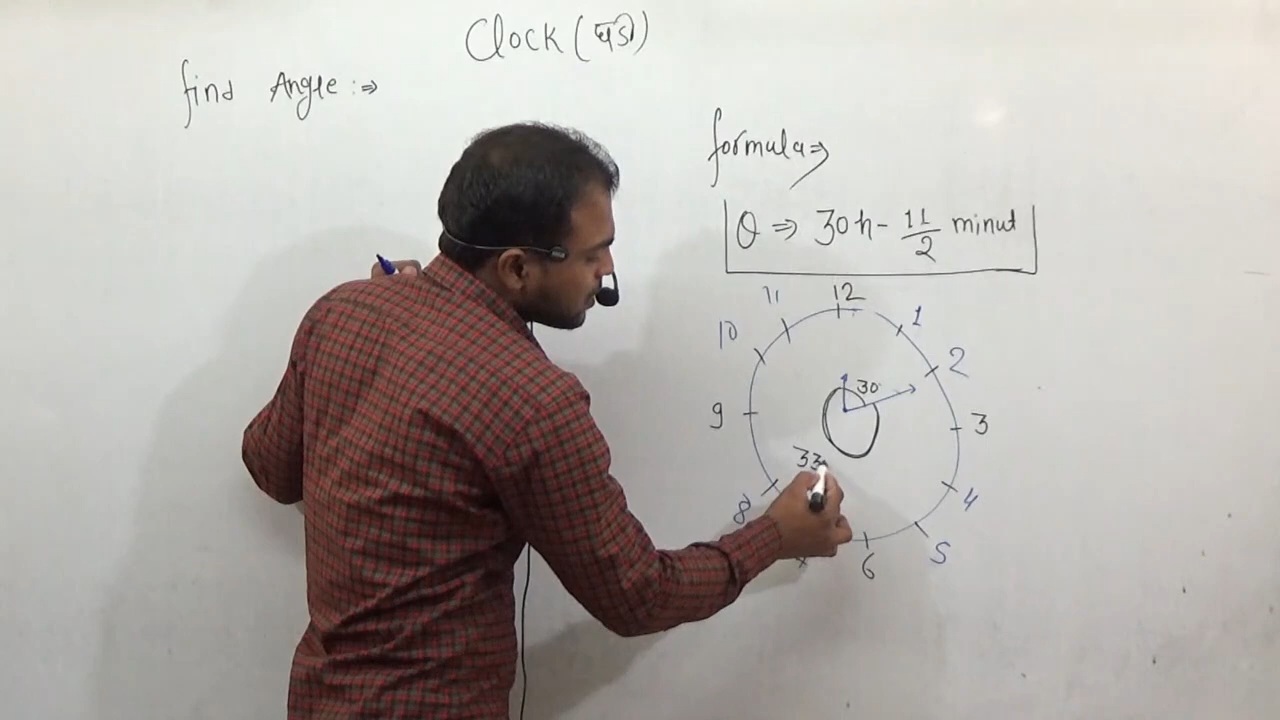 Clock (घडी)
find Angle :⇒
formula⇒
θ ⇒ 30h - 11/2 minut
11 12 1
10 2
30
9 3
33
8 4
5
6